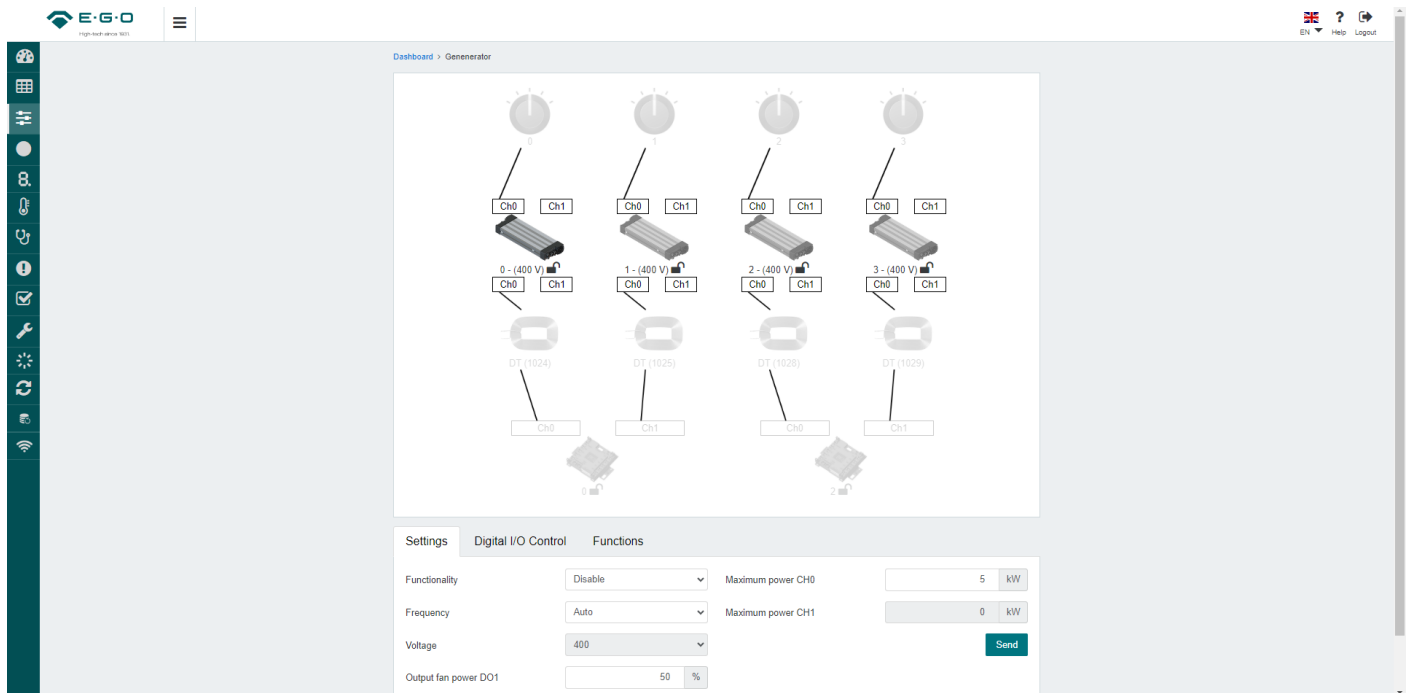 E·G·O
High-tech since 1931
EN Help Logout
Dashboard > Genenerator
0 1 2 3
Ch0 Ch1 Ch0 Ch1 Ch0 Ch1 Ch0 Ch1
0 - (400 V) 1 - (400 V) 2 - (400 V) 3 - (400 V)
Ch0 Ch1 Ch0 Ch1 Ch0 Ch1 Ch0 Ch1
DT (1024) DT (1025) DT (1028) DT (1029)
Ch0 Ch1 Ch0 Ch1
0 2
Settings Digital I/O Control Functions
Functionality Disable Maximum power CH0 5 kW
Frequency Auto Maximum power CH1 0 kW
Voltage 400 Send
Output fan power DO1 50 %